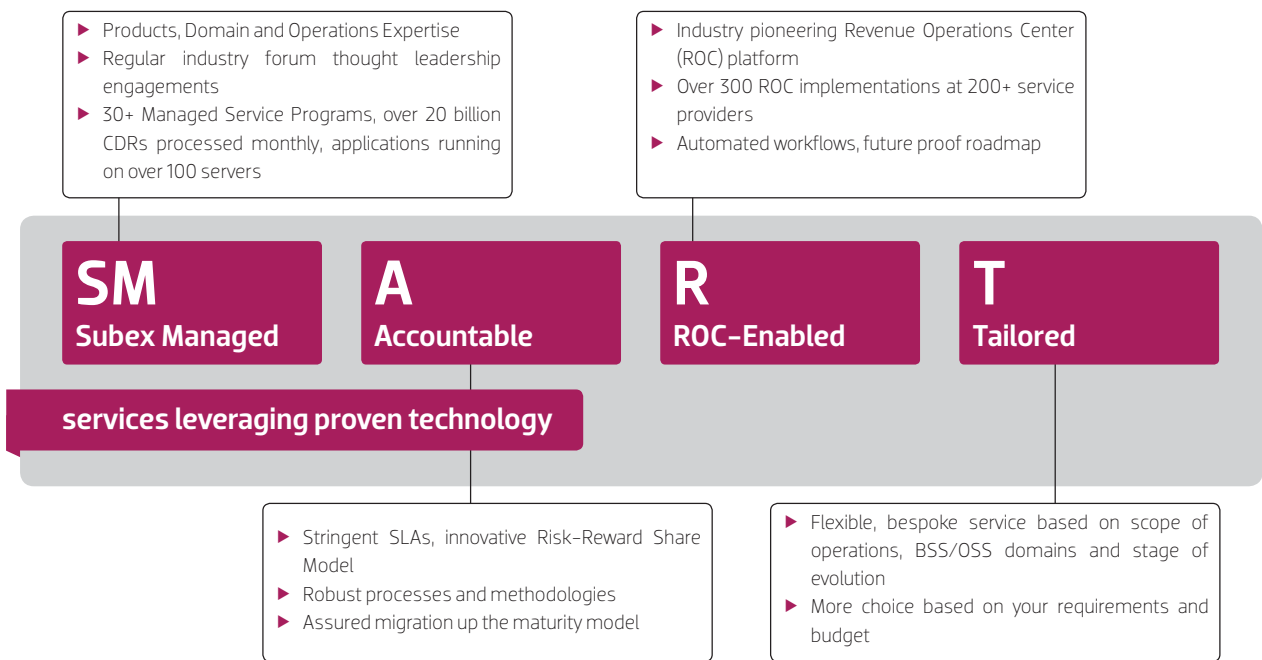 Products, Domain and Operations Expertise
Regular industry forum thought leadership
engagements
30+ Managed Service Programs, over 20 billion
CDRs processed monthly, applications running
on over 100 servers
Industry pioneering Revenue Operations Center
(ROC) platform
Over 300 ROC implementations at 200+ service
providers
Automated workflows, future proof roadmap
SM
Subex Managed
A
Accountable
R
ROC-Enabled
T
Tailored
services leveraging proven technology
Stringent SLAs, innovative Risk-Reward Share
Model
Robust processes and methodologies
Assured migration up the maturity model
Flexible, bespoke service based on scope of
operations, BSS/OSS domains and stage of
evolution
More choice based on your requirements and
budget